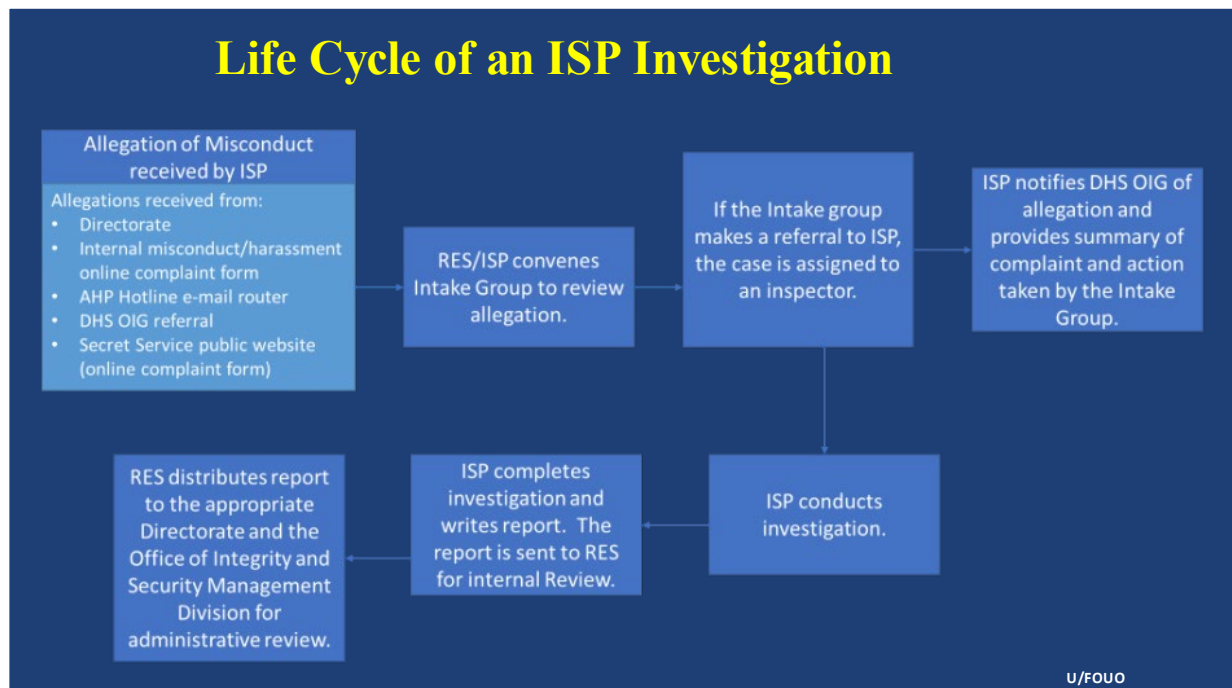 Life Cycle of an ISP Investigation
Allegation of Misconduct
received by ISP
Allegations received from:
• Directorate
• Internal misconduct/harassment
online complaint form
• AHP Hotline e-mail router
• DHS OIG referral
• Secret Service public website
(online complaint form)
RES/ISP convenes
Intake Group to review
allegation.
If the Intake group
makes a referral to ISP,
the case is assigned to
an inspector.
ISP notifies DHS OIG of
allegation and
provides summary of
complaint and action
taken by the Intake
Group.
ISP conducts
investigation.
ISP completes
investigation and
writes report. The
report is sent to RES
for internal Review.
RES distributes report
to the appropriate
Directorate and the
Office of Integrity and
Security Management
Division for
administrative review.
U/FOUO